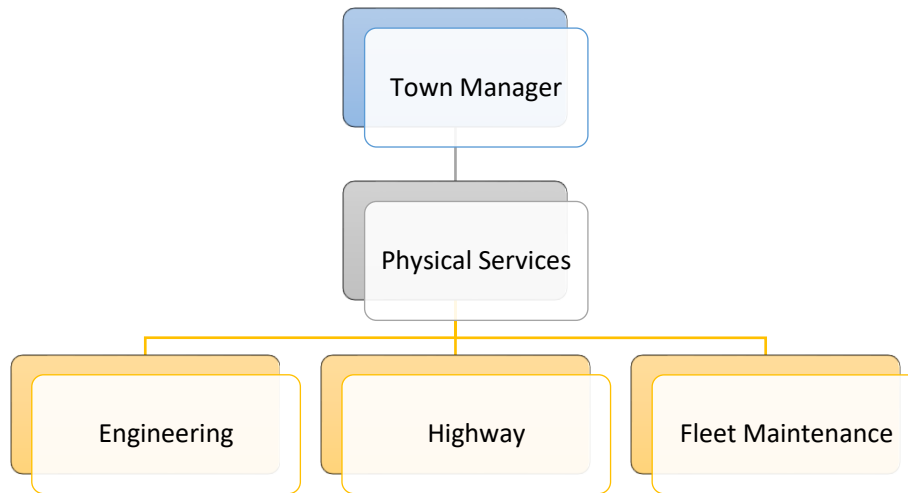 Town Manager
Physical Services
Engineering
Highway
Fleet Maintenance